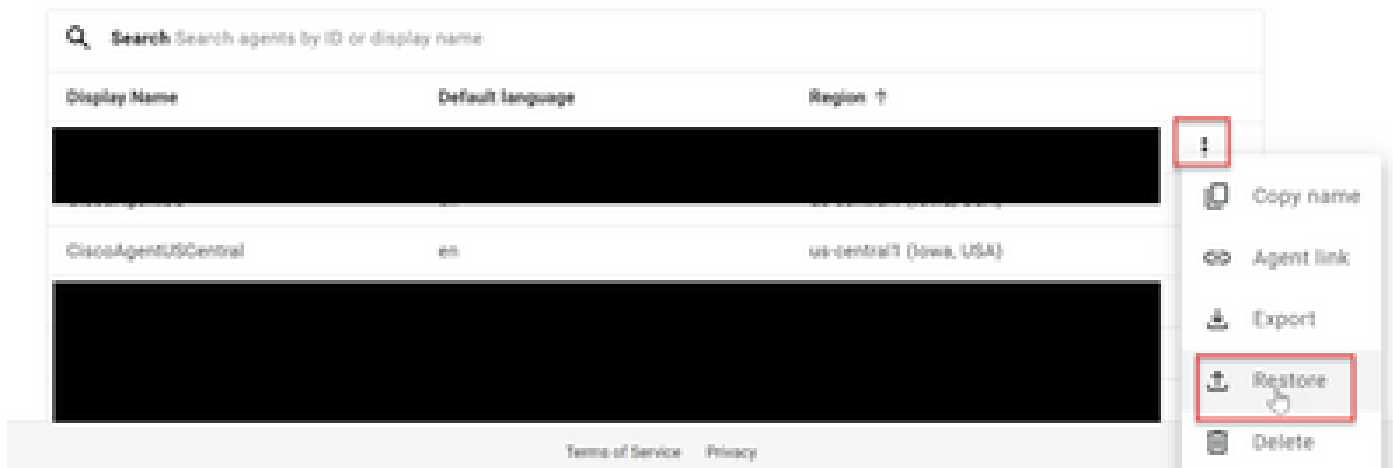 Search Search agents by ID or display name
Display Name Default language Region ↑
Copy name
CiscoAgentUSCentral en us-central1 (Iowa, USA)
Agent link
Export
Restore
Delete
Terms of Service Privacy